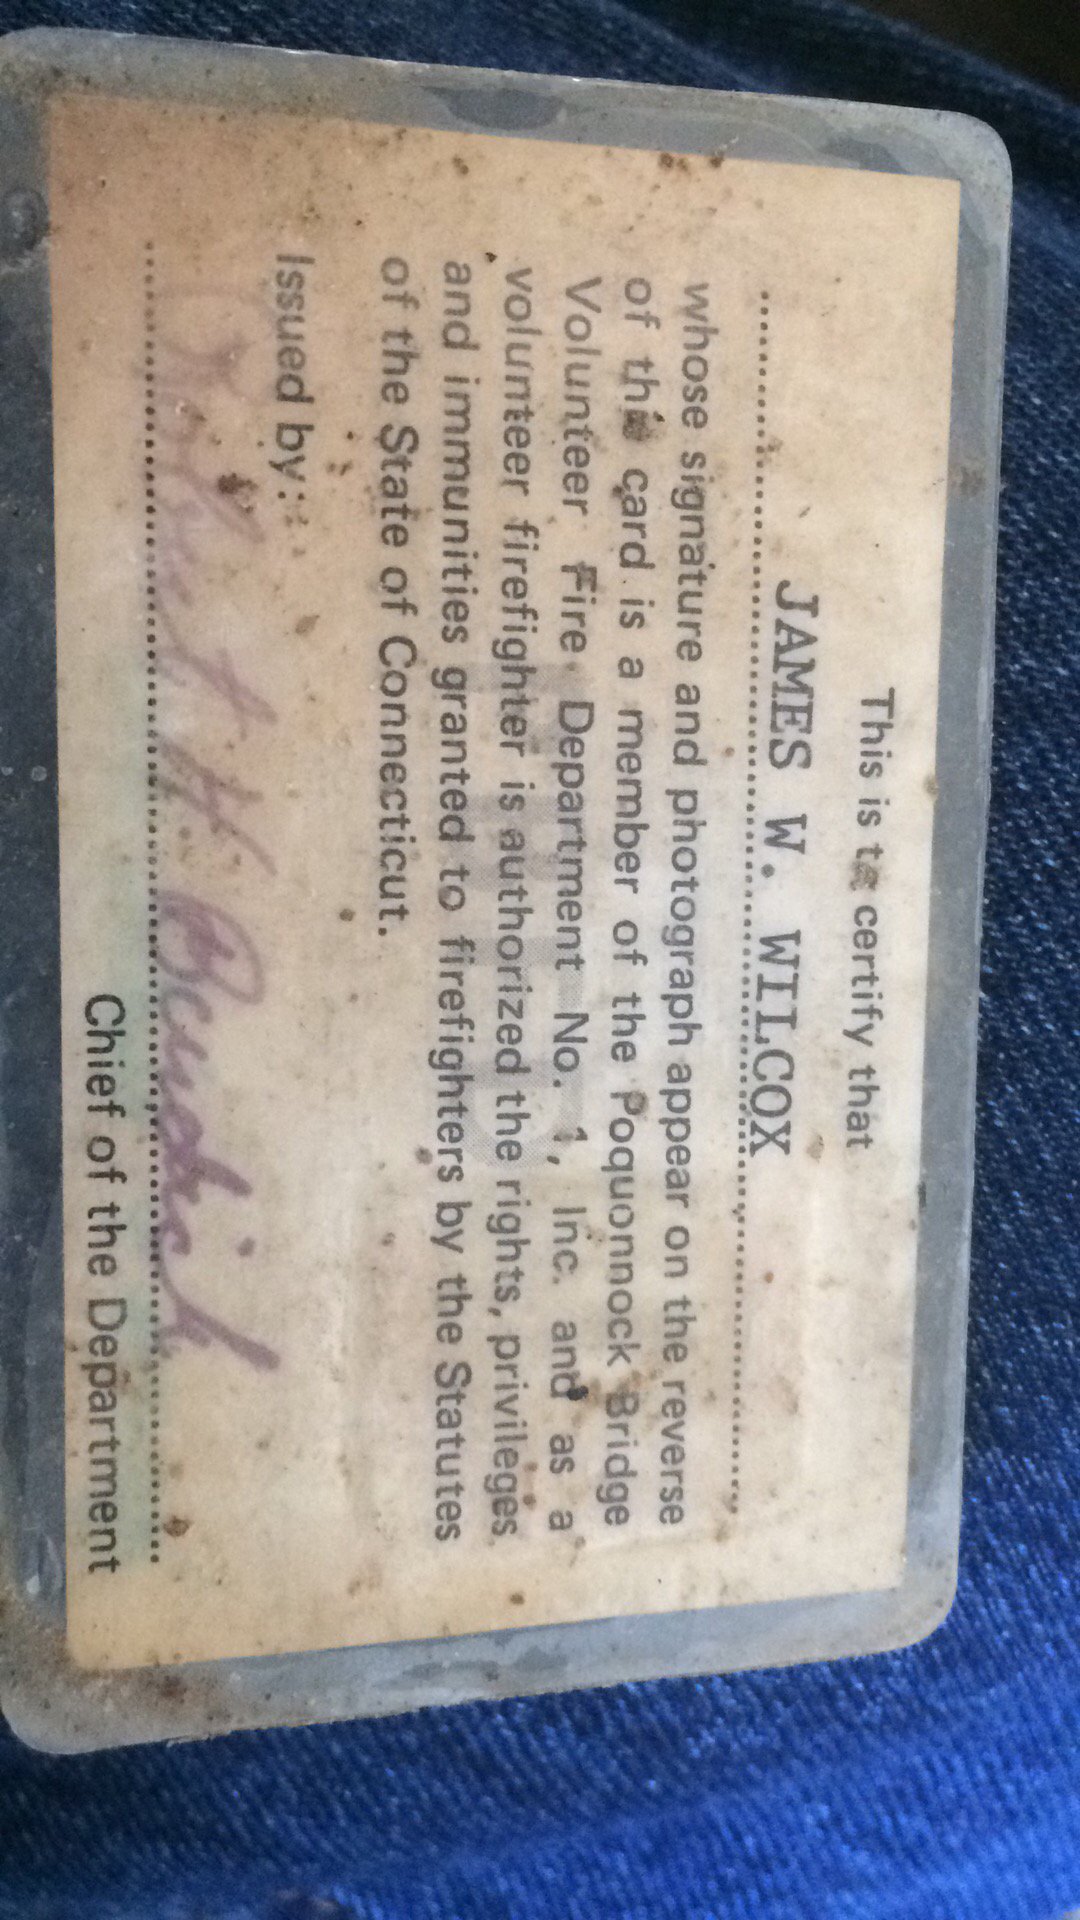 This is to certify that
JAMES W. WILCOX
whose signature and photograph appear on the reverse
of this card is a member of the Poquonnock Bridge
Volunteer Fire Department No. 1, Inc. and as a
volunteer firefighter is authorized the rights, privileges
and immunities granted to firefighters by the Statutes
of the State of Connecticut.
Issued by:
H.
Chief of the Department